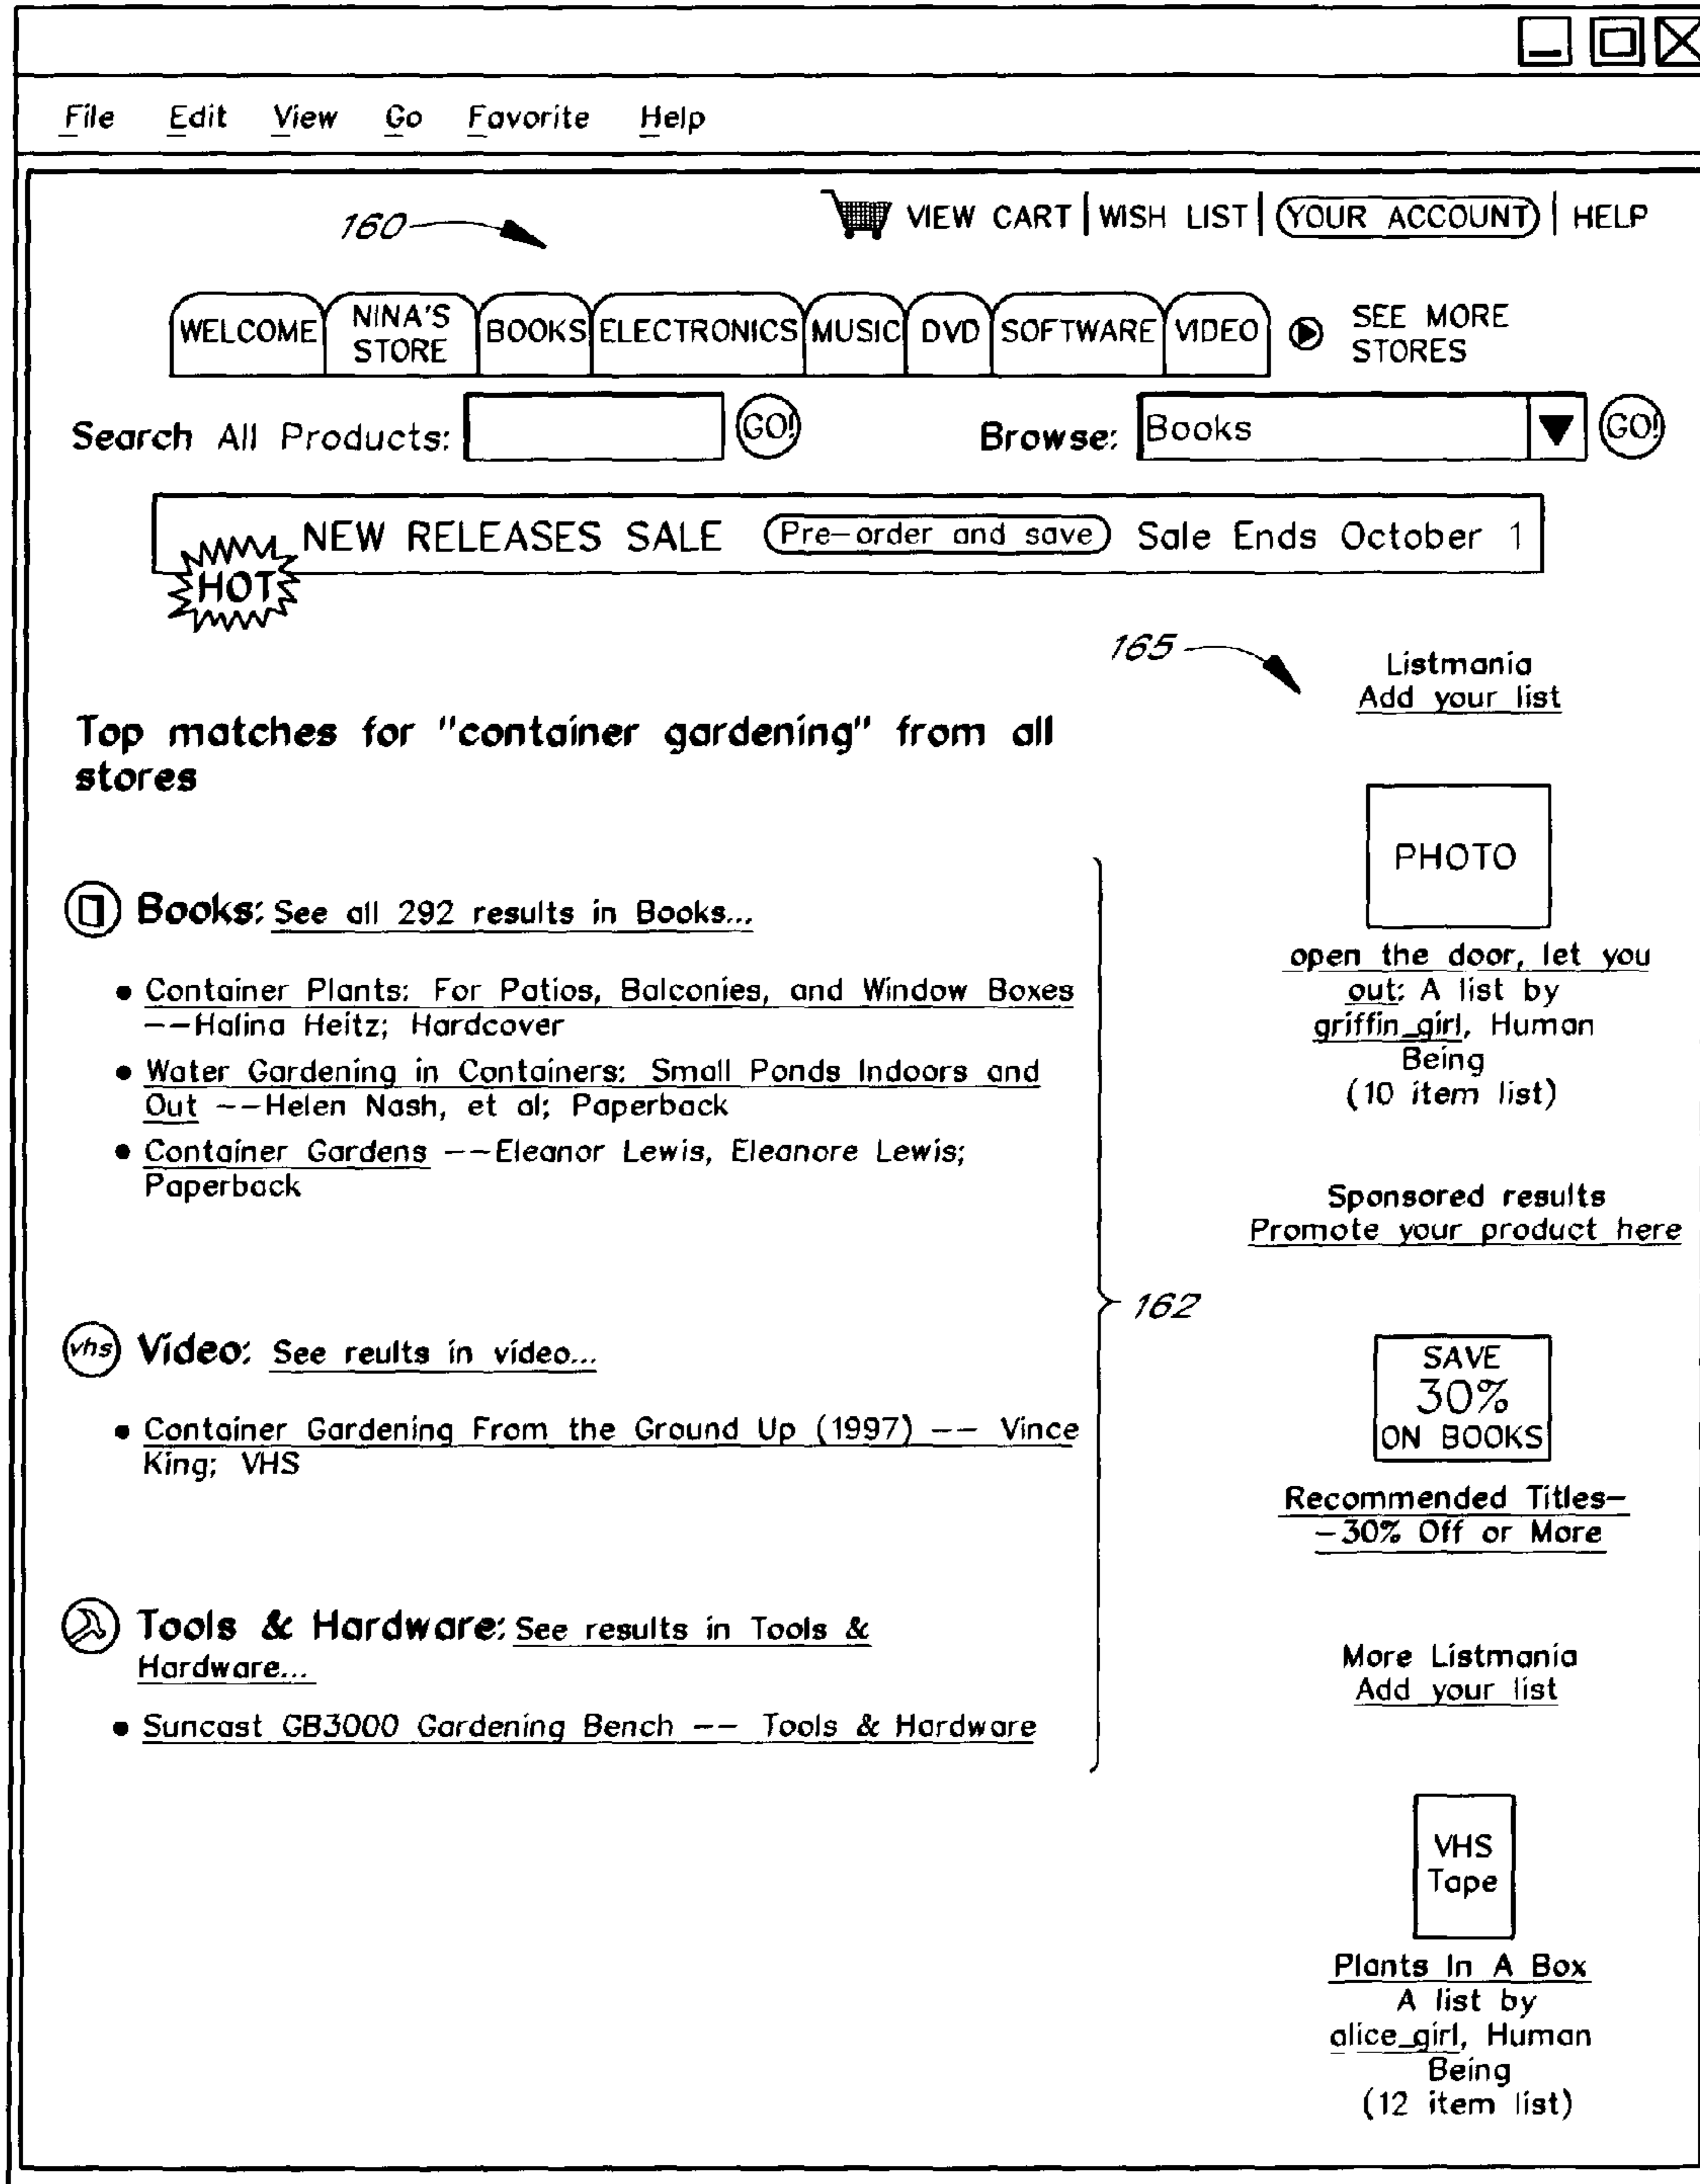 File Edit View Go Favorite Help
160
VIEW CART | WISH LIST | YOUR ACCOUNT | HELP
WELCOME
NINA'S
STORE
BOOKS
ELECTRONICS
MUSIC
DVD
SOFTWARE
VIDEO
SEE MORE
STORES
Search All Products:
GO!
Browse:
Books
GO!
HOT
NEW RELEASES SALE
Pre-order and save
Sale Ends October 1
165
Listmania
Add your list
Top matches for "container gardening" from all
stores
PHOTO
open the door, let you
out: A list by
griffin_girl, Human
Being
(10 item list)
Books: See all 292 results in Books...
• Container Plants: For Patios, Balconies, and Window Boxes
--Halina Heitz; Hardcover
• Water Gardening in Containers: Small Ponds Indoors and
Out --Helen Nash, et al; Paperback
• Container Gardens --Eleanor Lewis, Eleanore Lewis;
Paperback
Sponsored results
Promote your product here
162
vhs
Video: See reults in video...
• Container Gardening From the Ground Up (1997) -- Vince
King; VHS
SAVE
30%
ON BOOKS
Recommended Titles-
-30% Off or More
Tools & Hardware: See results in Tools &
Hardware...
• Suncast GB3000 Gardening Bench -- Tools & Hardware
More Listmania
Add your list
VHS
Tape
Plants In A Box
A list by
alice_girl, Human
Being
(12 item list)